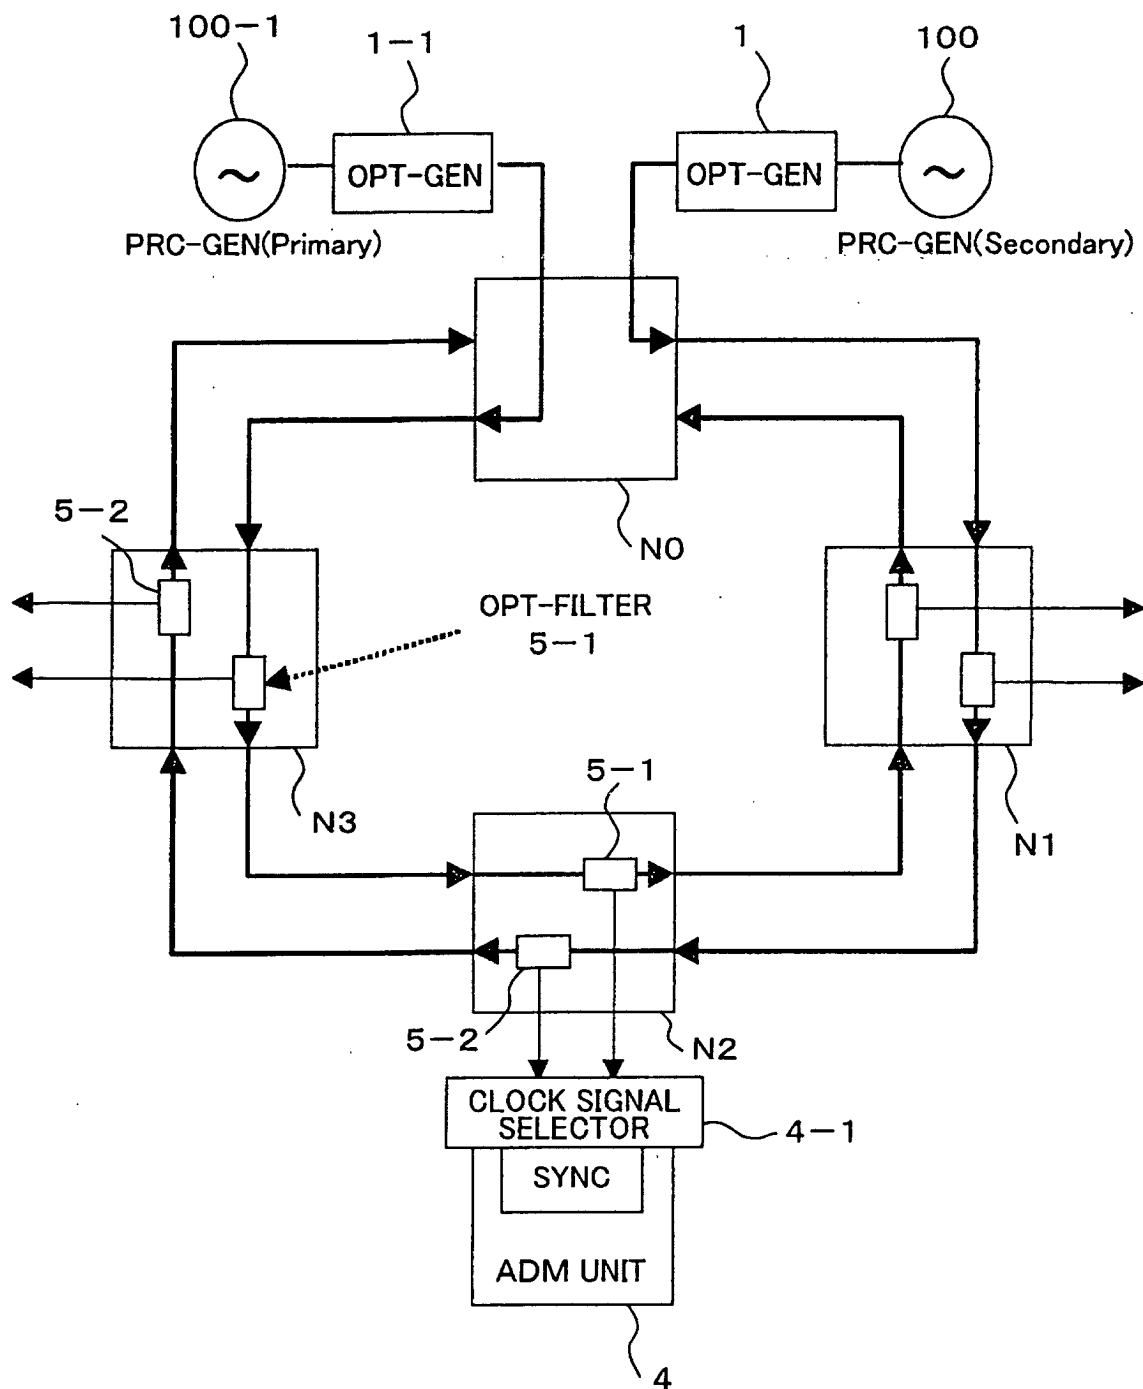 100-1
1-1
1
100
~
OPT-GEN
OPT-GEN
~
PRC-GEN(Primary)
PRC-GEN(Secondary)
5-2
N0
OPT-FILTER
5-1
N3
5-1
N1
5-2
N2
CLOCK SIGNAL
SELECTOR
4-1
SYNC
ADM UNIT
4